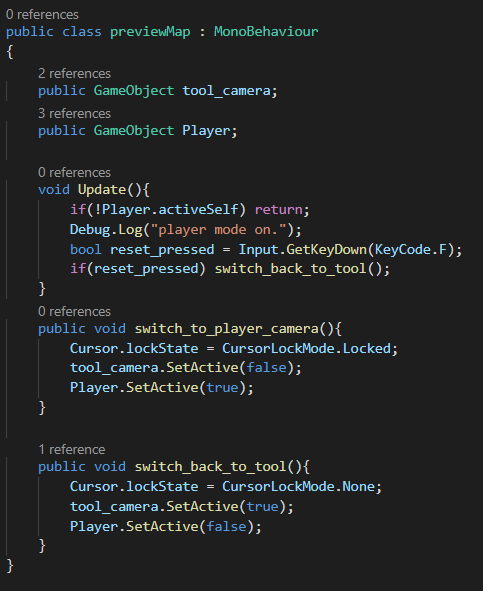 0 references
public class previewMap : MonoBehaviour
{
2 references
public GameObject tool_camera;
3 references
public GameObject Player;
0 references
void Update(){
if(!Player.activeSelf) return;
Debug.Log("player mode on.");
bool reset_pressed = Input.GetKeyDown(KeyCode.F);
if(reset_pressed) switch_back_to_tool();
}
0 references
public void switch_to_player_camera(){
Cursor.lockState = CursorLockMode.Locked;
tool_camera.SetActive(false);
Player.SetActive(true);
}
1 reference
public void switch_back_to_tool(){
Cursor.lockState = CursorLockMode.None;
tool_camera.SetActive(true);
Player.SetActive(false);
}
}